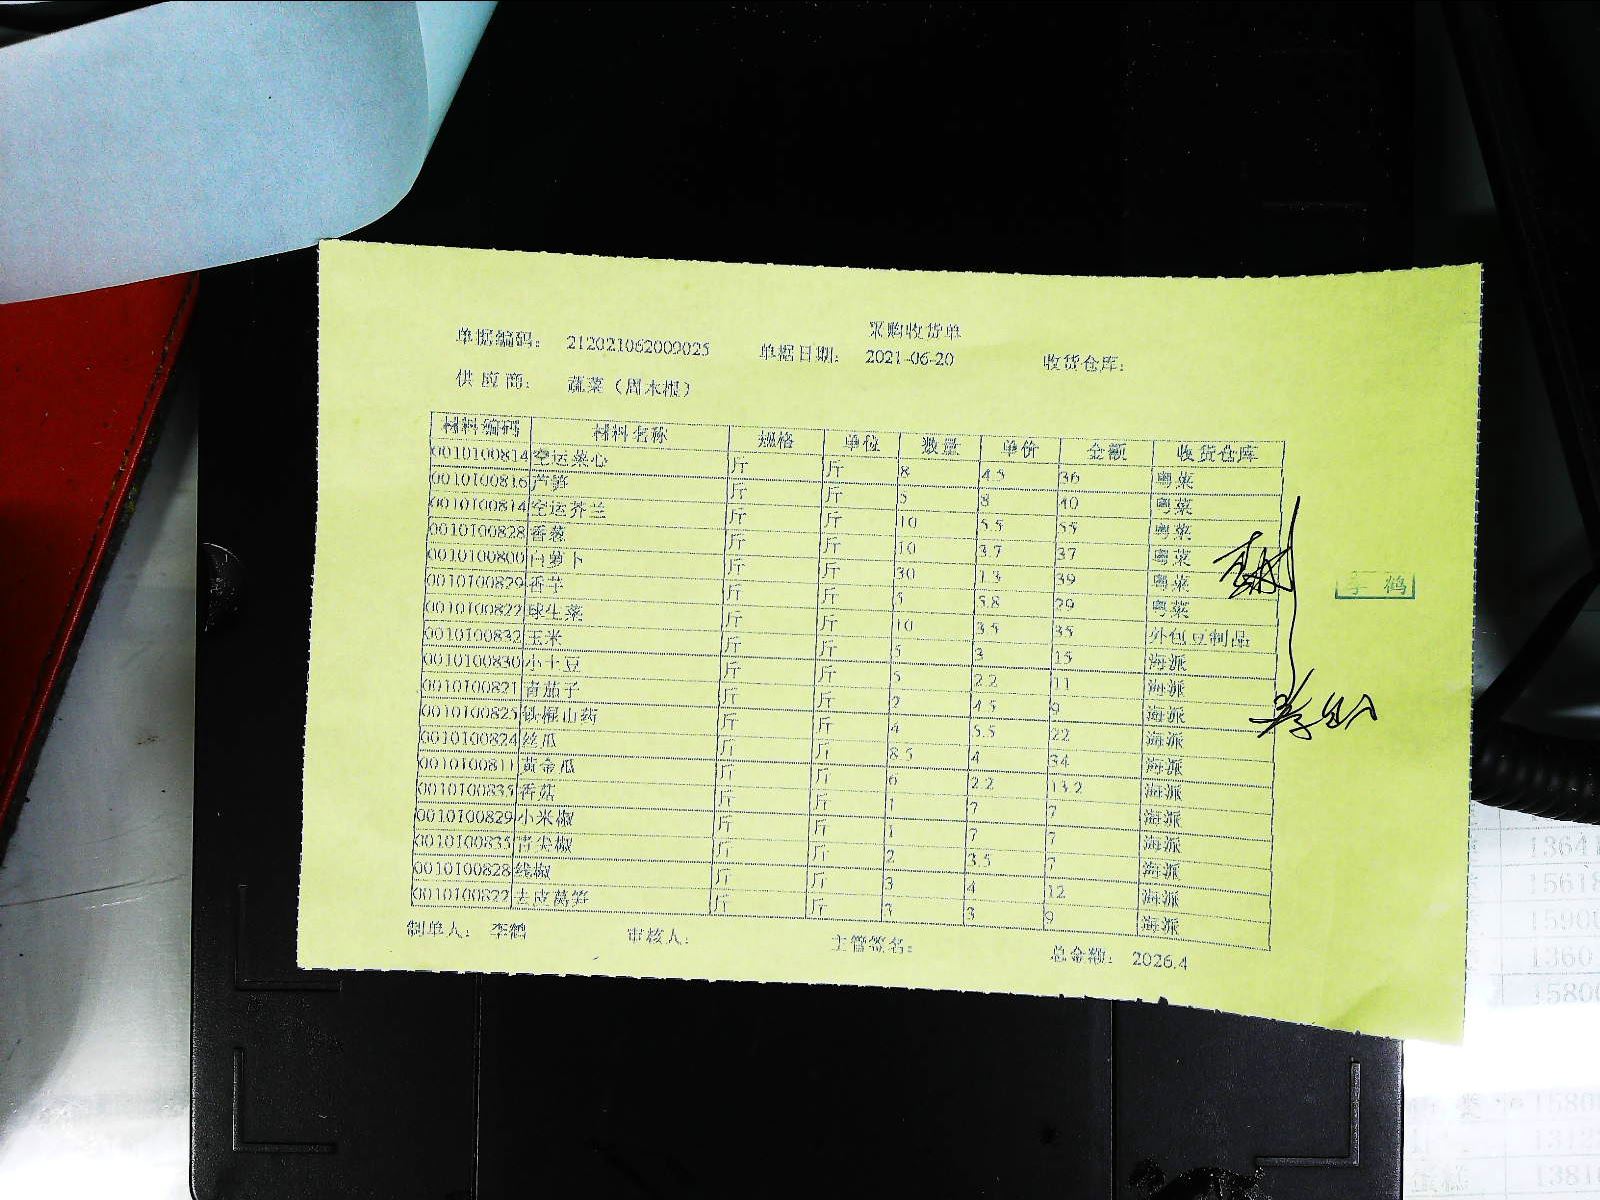 采购收货单
单据编码： 212021062009025 单据日期： 2021-06-20 收货仓库：
供应商： 蔬菜（周木根）
材料编码 材料名称 规格 单位 数量 单价 金额 收货仓库
0010100814 空运菜心 斤 斤 8 4.5 36 粤菜
0010100816 芦笋 斤 斤 5 8 40 粤菜
0010100814 空运芥兰 斤 斤 10 5.5 55 粤菜
0010100828 香葱 斤 斤 10 3.7 37 粤菜
0010100800 白萝卜 斤 斤 30 1.3 39 粤菜
0010100829 香芋 斤 斤 5 5.8 29 粤菜
0010100822 球生菜 斤 斤 10 3.5 35 外包豆制品
0010100832 玉米 斤 斤 5 3 15 海派
0010100830 小土豆 斤 斤 5 2.2 11 海派
0010100821 青茄子 斤 斤 2 4.5 9 海派
0010100825 铁棍山药 斤 斤 4 5.5 22 海派
0010100824 丝瓜 斤 斤 8.5 4 34 海派
0010100811 黄金瓜 斤 斤 6 2.2 13.2 海派
0010100835 香菇 斤 斤 1 7 7 海派
0010100829 小米椒 斤 斤 1 7 7 海派
0010100835 青尖椒 斤 斤 2 3.5 7 海派
0010100828 线椒 斤 斤 3 4 12 海派
0010100822 去皮莴笋 斤 斤 3 3 9 海派
制单人： 李鹤 审核人： 主管签名： 总金额： 2026.4
李 鹤